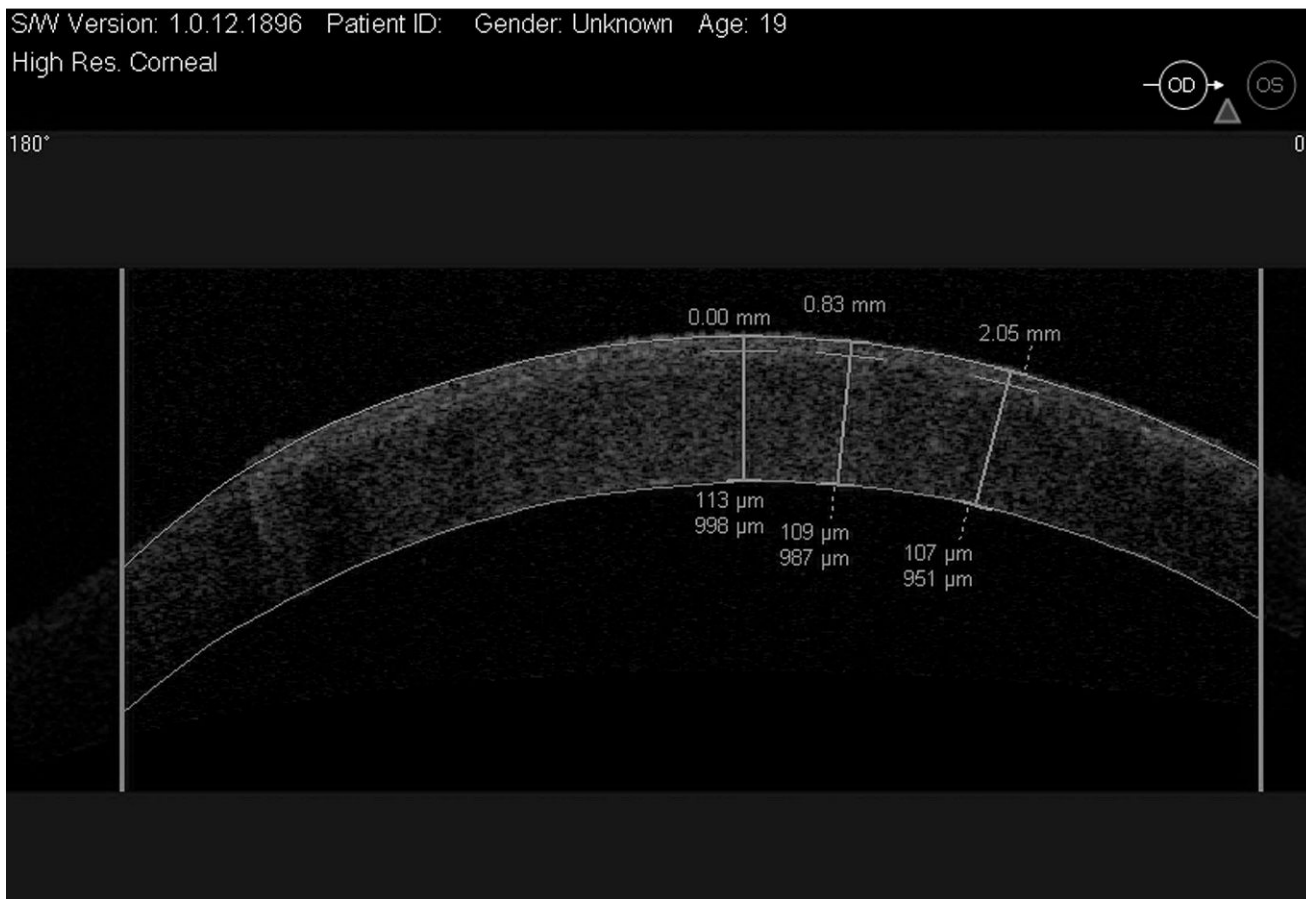 S/W Version: 1.0.12.1896 Patient ID: Gender: Unknown Age: 19
High Res. Corneal
OD OS
180° 0
0.00 mm
0.83 mm
2.05 mm
113 µm
998 µm
109 µm
987 µm
107 µm
951 µm